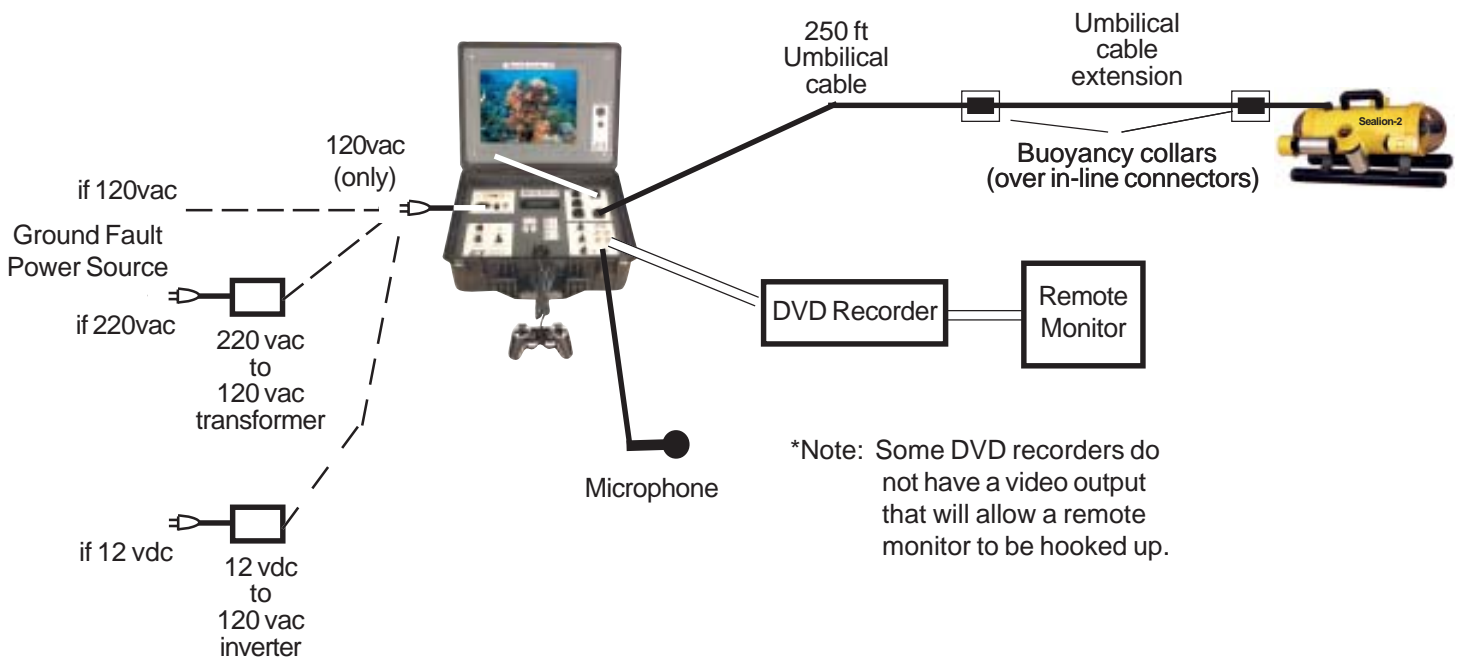 250 ft
Umbilical
cable
Umbilical
cable
extension
Sealion-2
Buoyancy collars
(over in-line connectors)
120vac
(only)
if 120vac
Ground Fault
Power Source
if 220vac
220 vac
to
120 vac
transformer
if 12 vdc
12 vdc
to
120 vac
inverter
DVD Recorder
Remote
Monitor
Microphone
*Note: Some DVD recorders do
not have a video output
that will allow a remote
monitor to be hooked up.